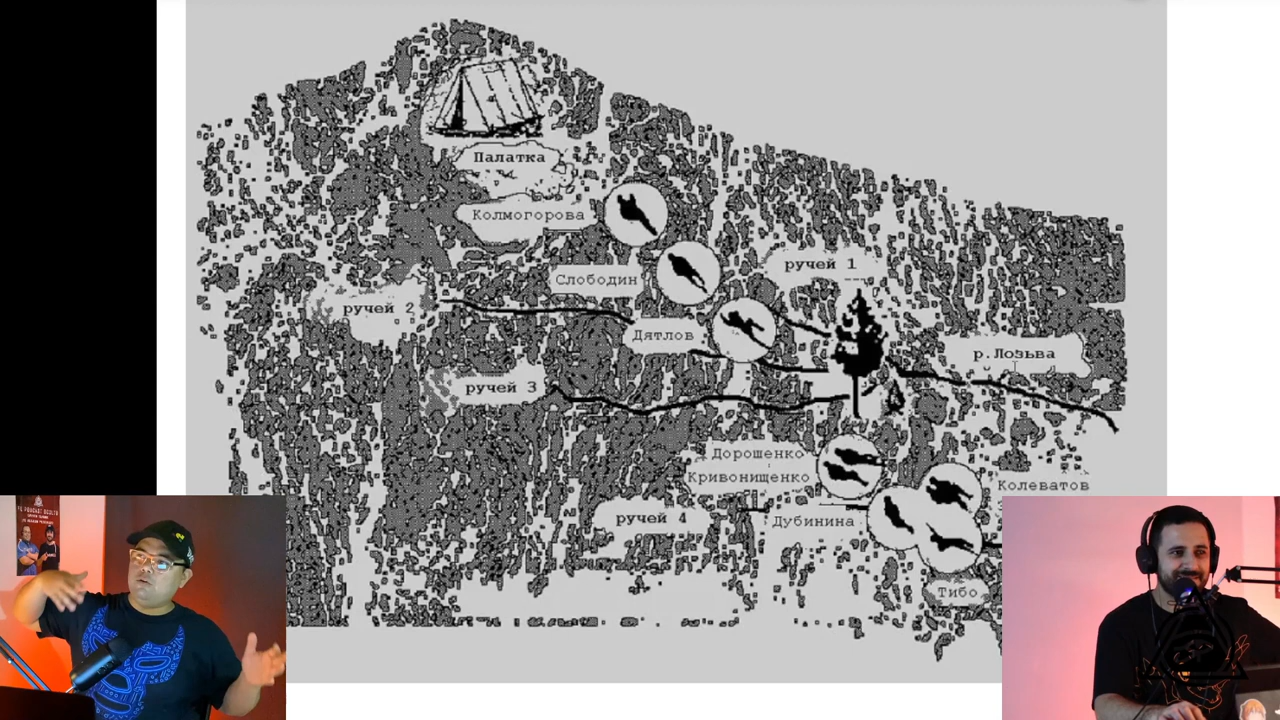 Палатка
Колмогорова
Слободин
ручей 1
ручей 2
Дятлов
р.Лозьва
ручей 3
Дорошенко
Кривонищенко
Колеватов
ручей 4
Дубинина
Тибо